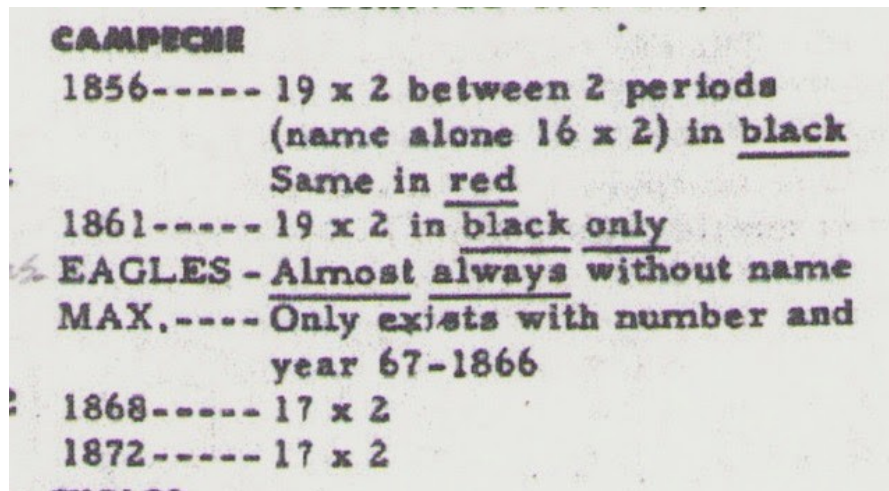 CAMPECHE
1856----- 19 x 2 between 2 periods
(name alone 16 x 2) in black
Same in red
1861----- 19 x 2 in black only
EAGLES - Almost always without name
MAX.---- Only exists with number and
year 67-1866
1868----- 17 x 2
1872----- 17 x 2